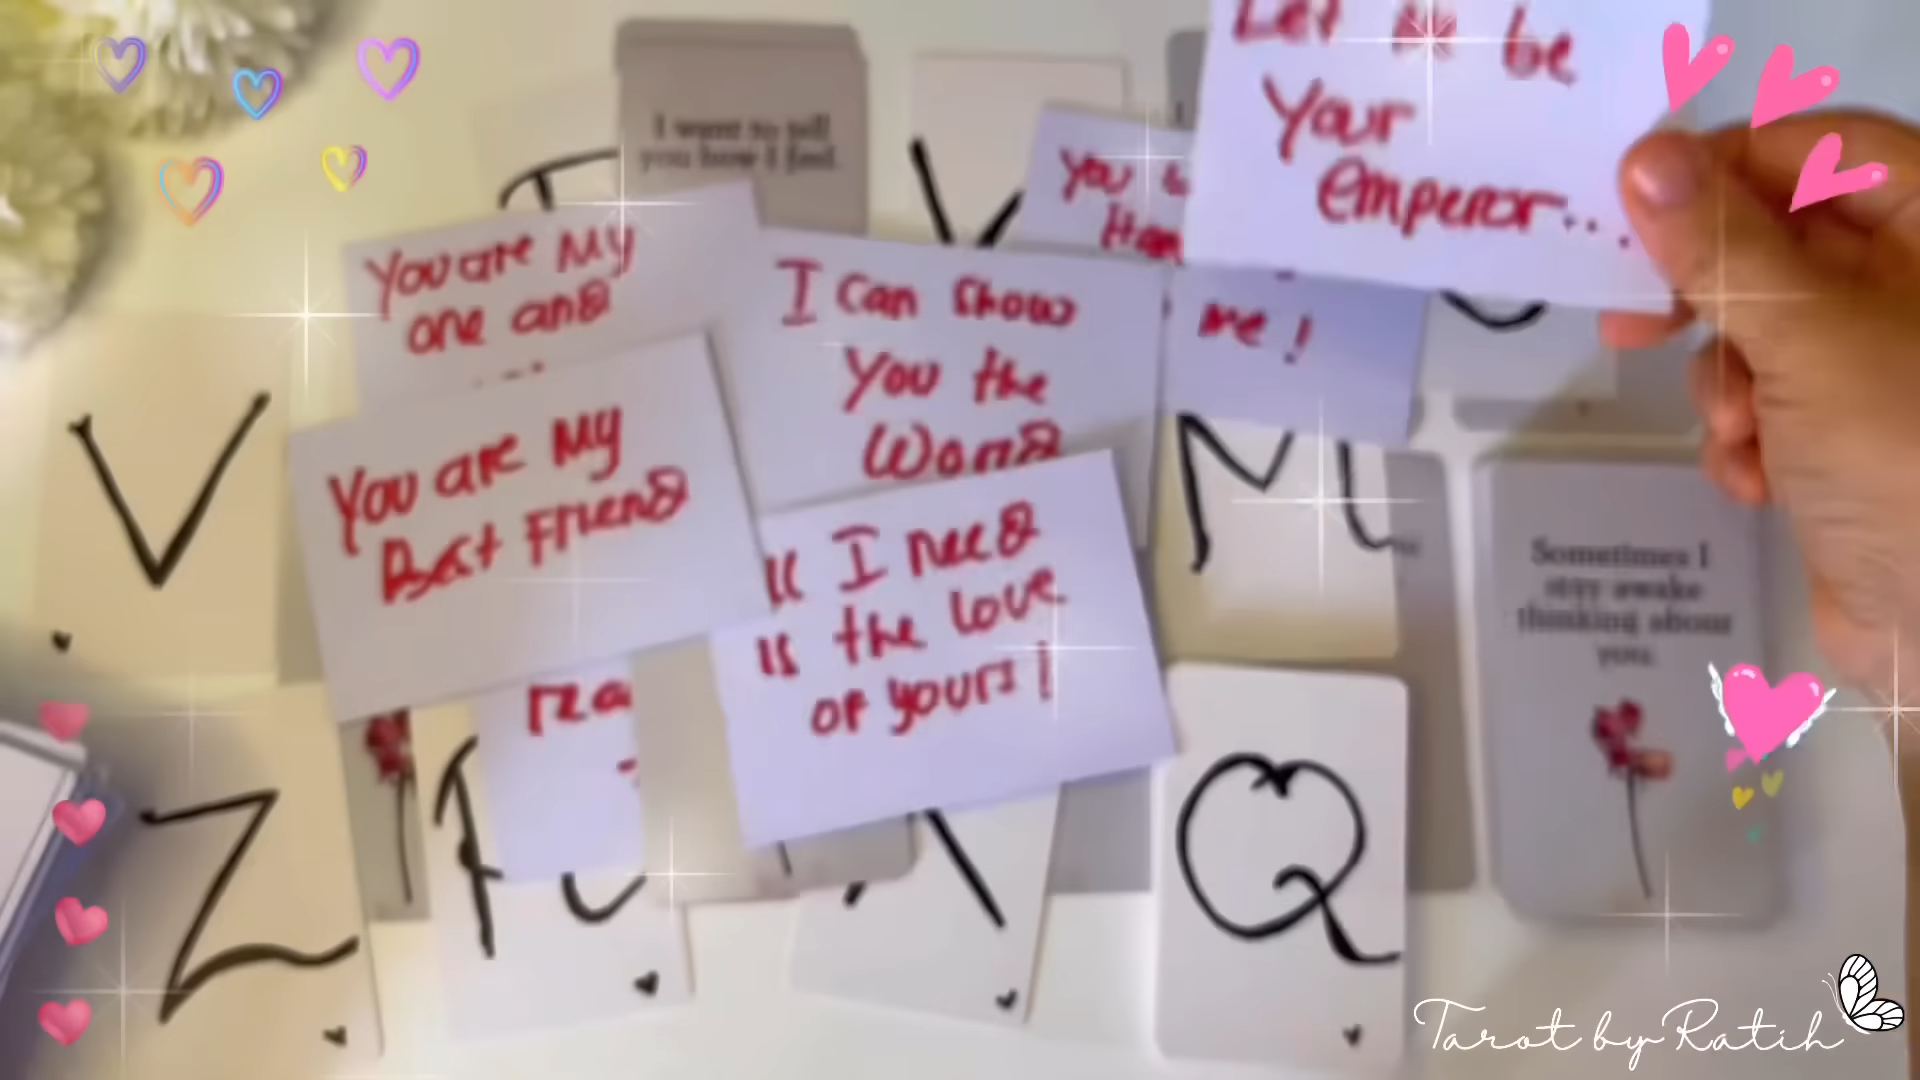 Let me be
Your
emperor...
I want to tell
you how I feel.
V
You
me!
You are My
one and
I can show
You the
World
V
You are My
Best Friend
ll I need
is the love
of yours!
M
Sometimes I
stay awake
thinking about
you.
Z
Q
Tarot by Ratih